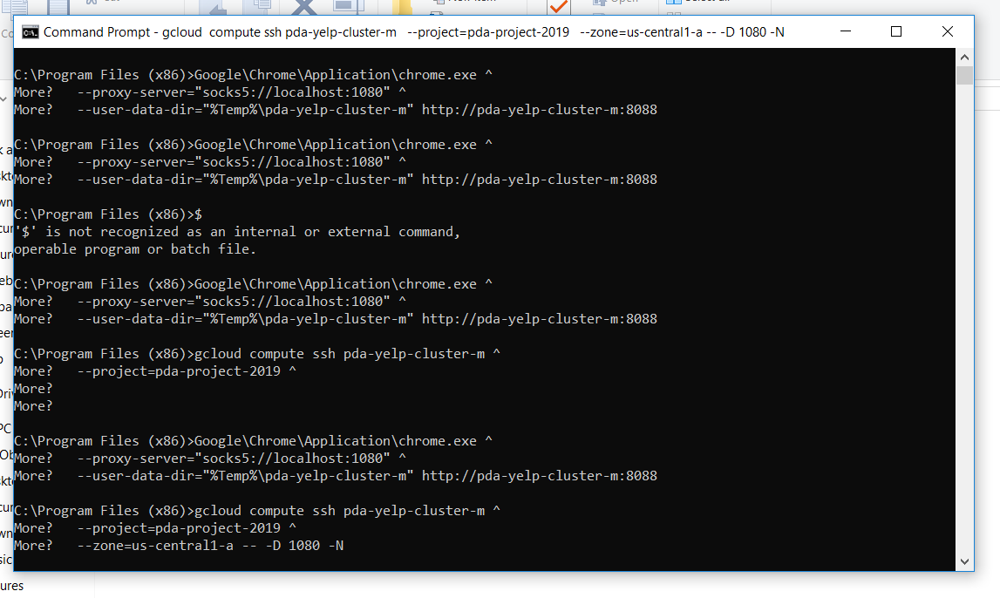 Command Prompt - gcloud  compute ssh pda-yelp-cluster-m   --project=pda-project-2019   --zone=us-central1-a -- -D 1080 -N
C:\Program Files (x86)>Google\Chrome\Application\chrome.exe ^
More?   --proxy-server="socks5://localhost:1080" ^
More?   --user-data-dir="%Temp%\pda-yelp-cluster-m" http://pda-yelp-cluster-m:8088
C:\Program Files (x86)>Google\Chrome\Application\chrome.exe ^
More?   --proxy-server="socks5://localhost:1080" ^
More?   --user-data-dir="%Temp%\pda-yelp-cluster-m" http://pda-yelp-cluster-m:8088
C:\Program Files (x86)>$
'$' is not recognized as an internal or external command,
operable program or batch file.
C:\Program Files (x86)>Google\Chrome\Application\chrome.exe ^
More?   --proxy-server="socks5://localhost:1080" ^
More?   --user-data-dir="%Temp%\pda-yelp-cluster-m" http://pda-yelp-cluster-m:8088
C:\Program Files (x86)>gcloud compute ssh pda-yelp-cluster-m ^
More?   --project=pda-project-2019 ^
More?
More?
C:\Program Files (x86)>Google\Chrome\Application\chrome.exe ^
More?   --proxy-server="socks5://localhost:1080" ^
More?   --user-data-dir="%Temp%\pda-yelp-cluster-m" http://pda-yelp-cluster-m:8088
C:\Program Files (x86)>gcloud compute ssh pda-yelp-cluster-m ^
More?   --project=pda-project-2019 ^
More?   --zone=us-central1-a -- -D 1080 -N
ures